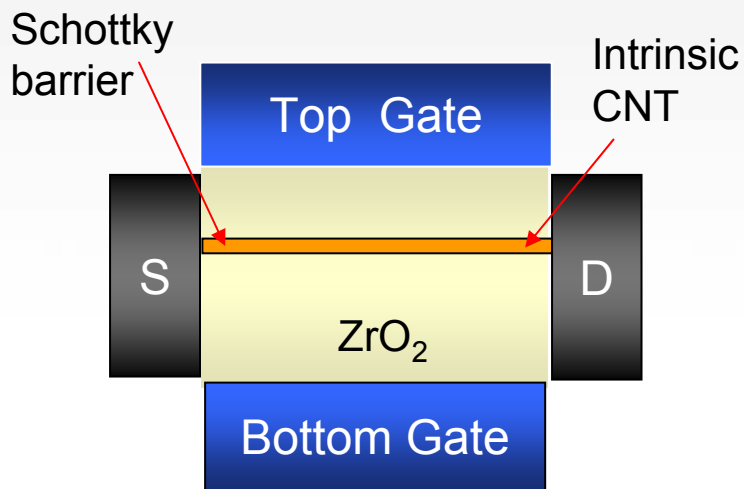 Schottky
barrier
Intrinsic
CNT
Top Gate
S
D
ZrO₂
Bottom Gate